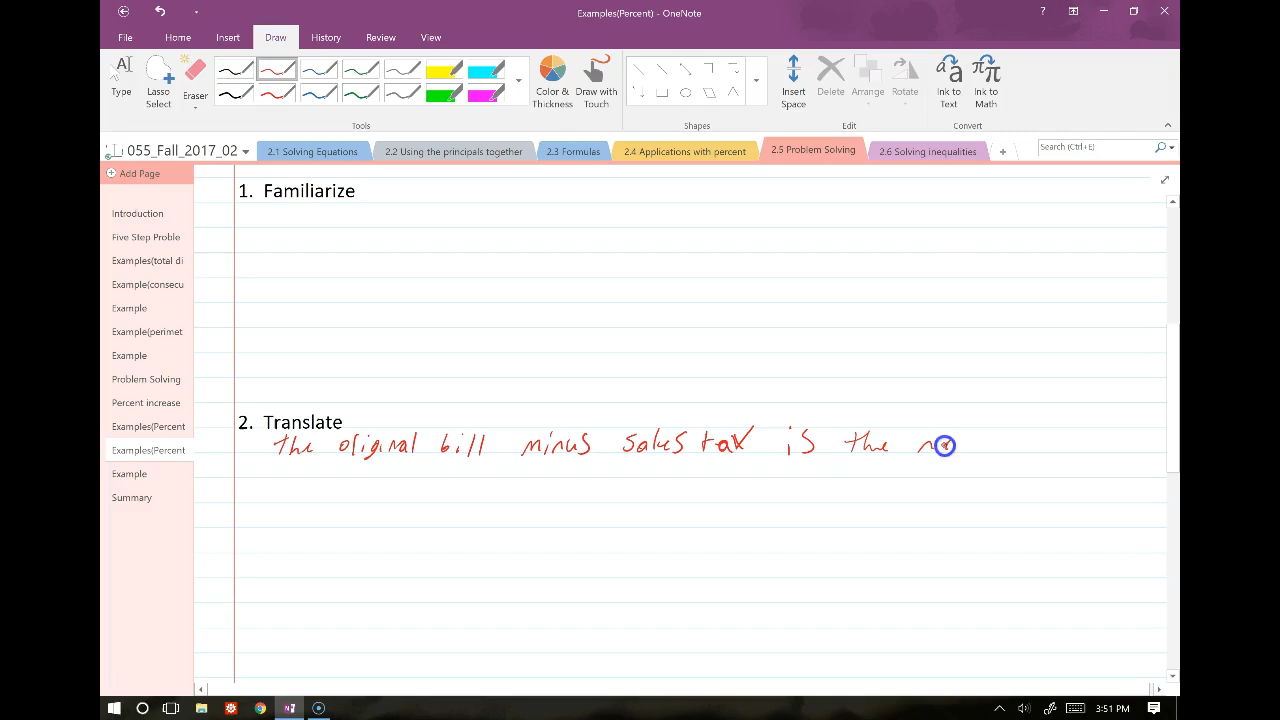 Examples(Percent) - OneNote
File Home Insert Draw History Review View
Type
Lasso Select
Eraser
Color & Thickness
Draw with Touch
Insert Space
Delete
Arrange
Rotate
Ink to Text
Ink to Math
Tools Shapes Edit Convert
055_Fall_2017_02
2.1 Solving Equations
2.2 Using the principals together
2.3 Formulas
2.4 Applications with percent
2.5 Problem Solving
2.6 Solving inequalities
Search (Ctrl+E)
Add Page
Introduction
Five Step Proble
Examples(total di
Example(consecu
Example
Example(perimet
Example
Problem Solving
Percent increase
Examples(Percent
Examples(Percent
Example
Summary
1. Familiarize
2. Translate
the original bill minus sales tax is the
3:51 PM